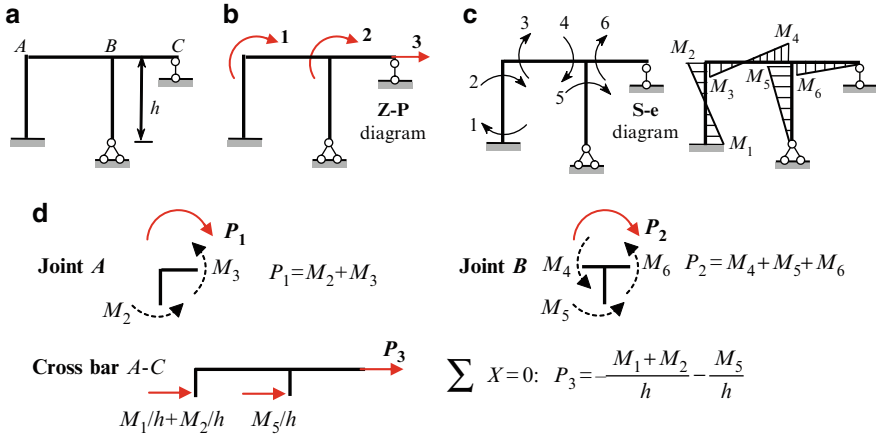 a
A B C
h
b
1 2 3
Z-P
diagram
c
3 4 6
2
5
1
S-e
diagram
M4
M2
M3 M5 M6
M1
d
Joint A
P1
M3
M2
P1=M2+M3
Joint B
P2
M4 M6
M5
P2=M4+M5+M6
Cross bar A-C
P3
M1/h+M2/h M5/h
∑ X=0: P3=−(M1+M2)/h−M5/h